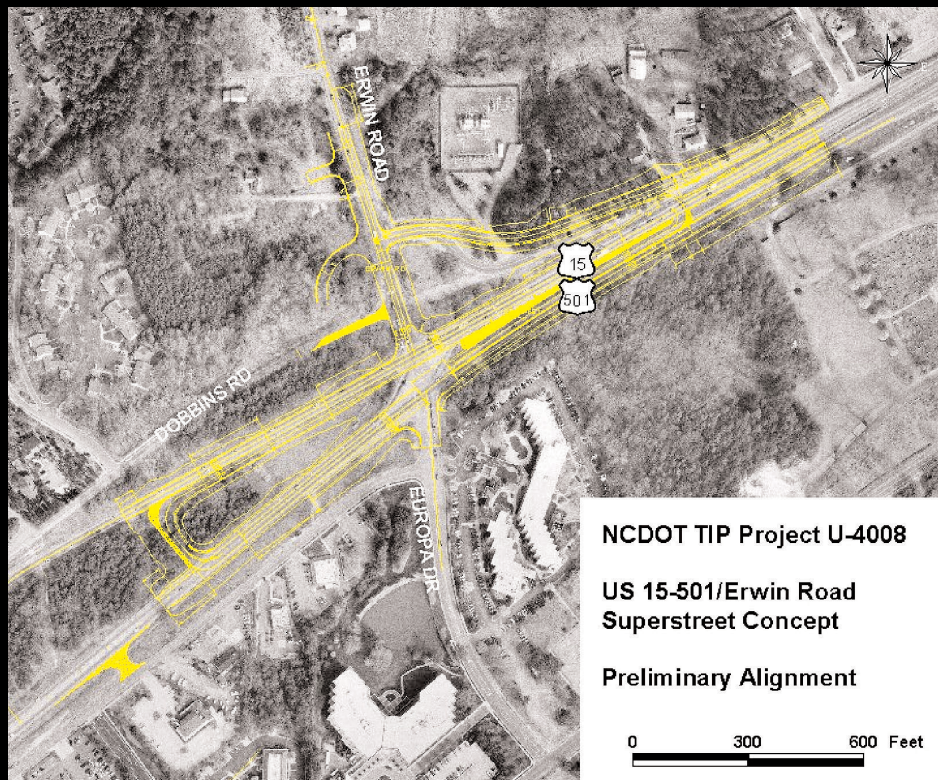 ERWIN ROAD
15
501
DOBBINS RD
EUROPA DR
NCDOT TIP Project U-4008
US 15-501/Erwin Road
Superstreet Concept
Preliminary Alignment
0 300 600 Feet